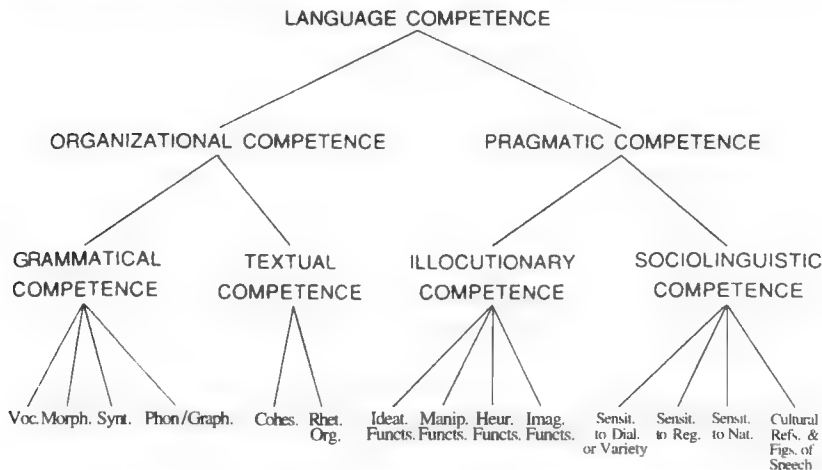 LANGUAGE COMPETENCE
ORGANIZATIONAL COMPETENCE
PRAGMATIC COMPETENCE
GRAMMATICAL
COMPETENCE
TEXTUAL
COMPETENCE
ILLOCUTIONARY
COMPETENCE
SOCIOLINGUISTIC
COMPETENCE
Voc. Morph. Synt. Phon/Graph.
Cohes.
Rhet.
Org.
Ideat.
Functs.
Manip.
Functs.
Heur.
Functs.
Imag.
Functs.
Sensit.
to Dial.
or Variety
Sensit.
to Reg.
Sensit.
to Nat.
Cultural
Refs. &
Figs. of
Speech